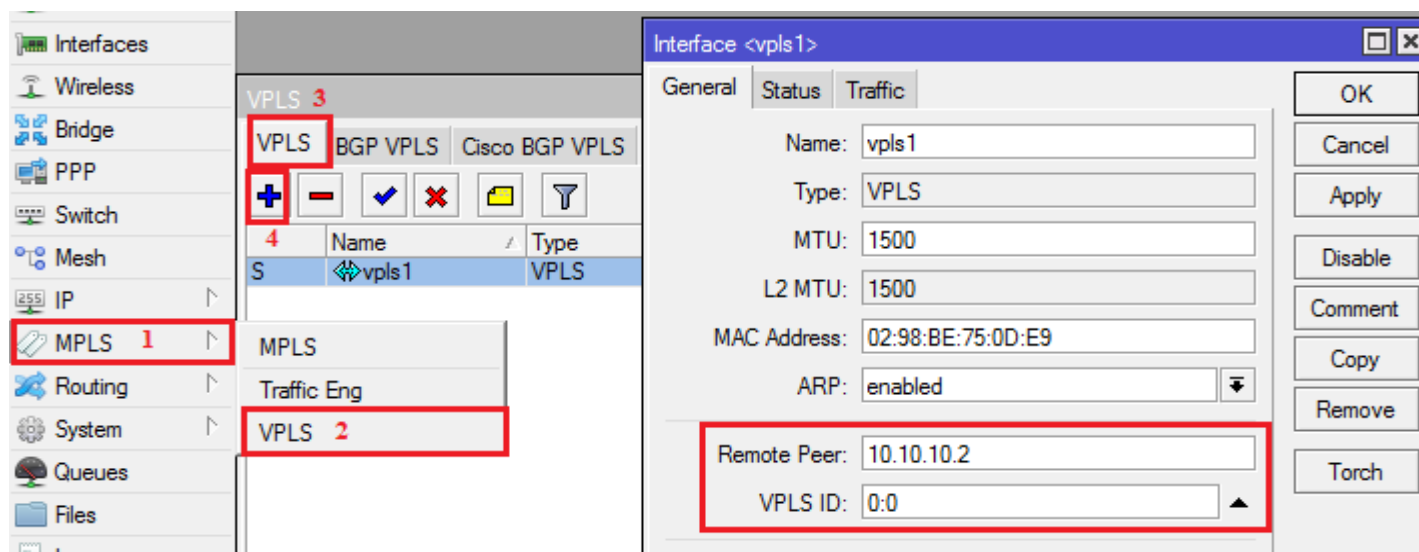 Interfaces
Wireless
Bridge
PPP
Switch
Mesh
255 IP
MPLS 1
Routing
System
Queues
Files
MPLS
Traffic Eng
VPLS 2
VPLS 3
VPLS BGP VPLS Cisco BGP VPLS
4 Name Type
S vpls1 VPLS
Interface <vpls1>
General Status Traffic
Name: vpls1
Type: VPLS
MTU: 1500
L2 MTU: 1500
MAC Address: 02:98:BE:75:0D:E9
ARP: enabled
Remote Peer: 10.10.10.2
VPLS ID: 0:0
OK
Cancel
Apply
Disable
Comment
Copy
Remove
Torch